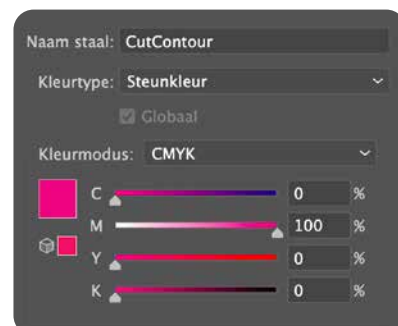 Naam staal: CutContour
Kleurtype: Steunkleur
Globaal
Kleurmodus: CMYK
C 0 %
M 100 %
Y 0 %
K 0 %